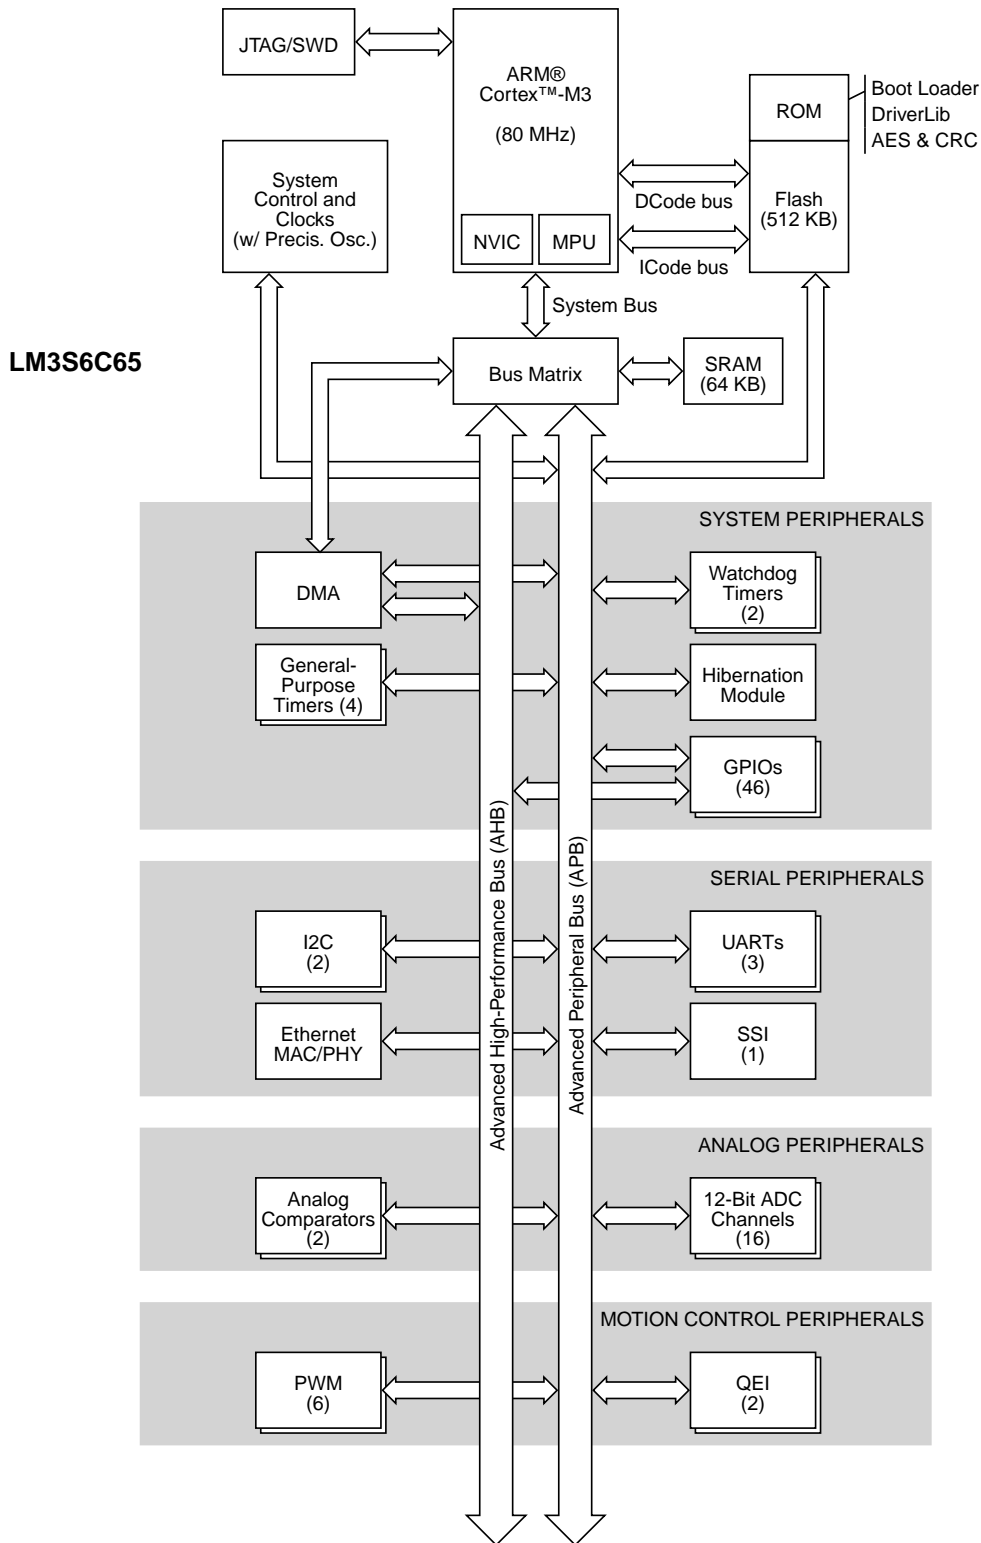 JTAG/SWD
ARM®
Cortex™-M3
(80 MHz)
NVIC
MPU
ROM
Boot Loader
DriverLib
AES & CRC
System
Control and
Clocks
(w/ Precis. Osc.)
DCode bus
ICode bus
Flash
(512 KB)
System Bus
LM3S6C65
Bus Matrix
SRAM
(64 KB)
SYSTEM PERIPHERALS
DMA
Watchdog
Timers
(2)
General-
Purpose
Timers (4)
Hibernation
Module
GPIOs
(46)
Advanced High-Performance Bus (AHB)
Advanced Peripheral Bus (APB)
SERIAL PERIPHERALS
I2C
(2)
UARTs
(3)
Ethernet
MAC/PHY
SSI
(1)
ANALOG PERIPHERALS
Analog
Comparators
(2)
12-Bit ADC
Channels
(16)
MOTION CONTROL PERIPHERALS
PWM
(6)
QEI
(2)